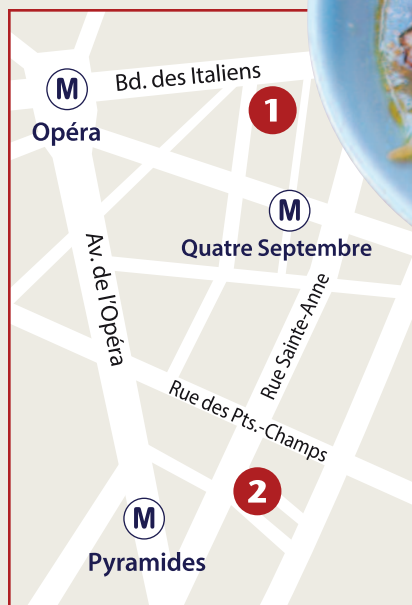 M
Bd. des Italiens
1
Opéra
M
Quatre Septembre
Av. de l'Opéra
Rue Sainte-Anne
Rue des Pts.-Champs
2
M
Pyramides